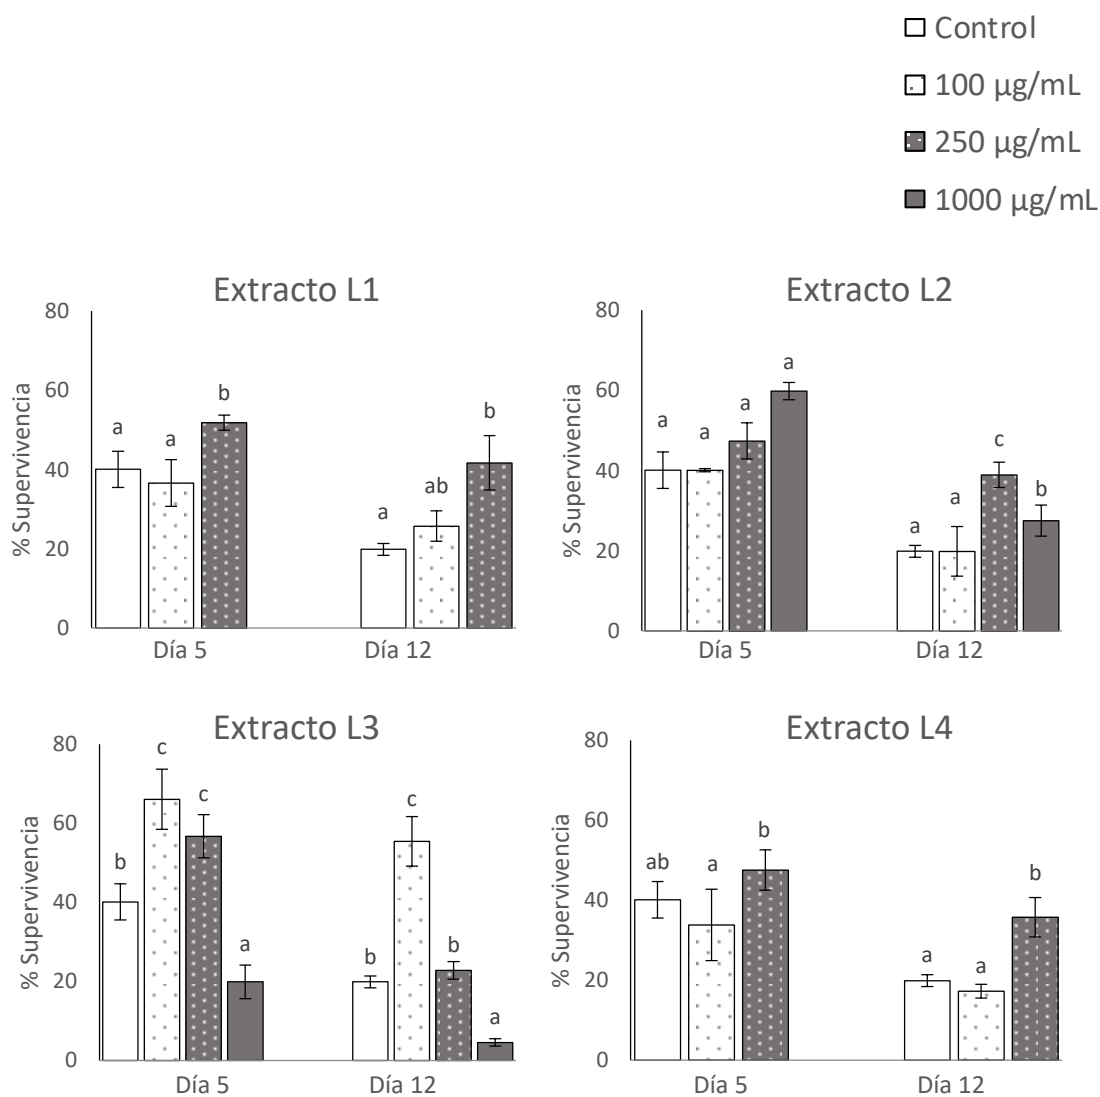 Control
100 µg/mL
250 µg/mL
1000 µg/mL
Extracto L1
% Supervivencia
80
60
40
20
0
a
a
b
a
ab
b
Día 5
Día 12
Extracto L2
% Supervivencia
80
60
40
20
0
a
a
a
a
a
a
c
b
Día 5
Día 12
Extracto L3
% Supervivencia
80
60
40
20
0
b
c
c
a
b
c
b
a
Día 5
Día 12
Extracto L4
% Supervivencia
80
60
40
20
0
ab
a
b
a
a
b
Día 5
Día 12